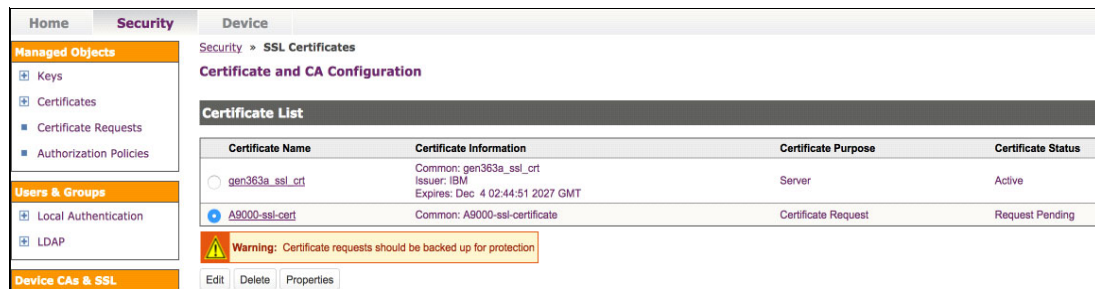 Home Security Device
Managed Objects
Keys
Certificates
Certificate Requests
Authorization Policies
Users & Groups
Local Authentication
LDAP
Device CAs & SSL
Security » SSL Certificates
Certificate and CA Configuration
Certificate List
Certificate Name Certificate Information Certificate Purpose Certificate Status
gen363a_ssl_crt Common: gen363a_ssl_crt Server Active
Issuer: IBM
Expires: Dec 4 02:44:51 2027 GMT
A9000-ssl-cert Common: A9000-ssl-certificate Certificate Request Request Pending
Warning: Certificate requests should be backed up for protection
Edit Delete Properties